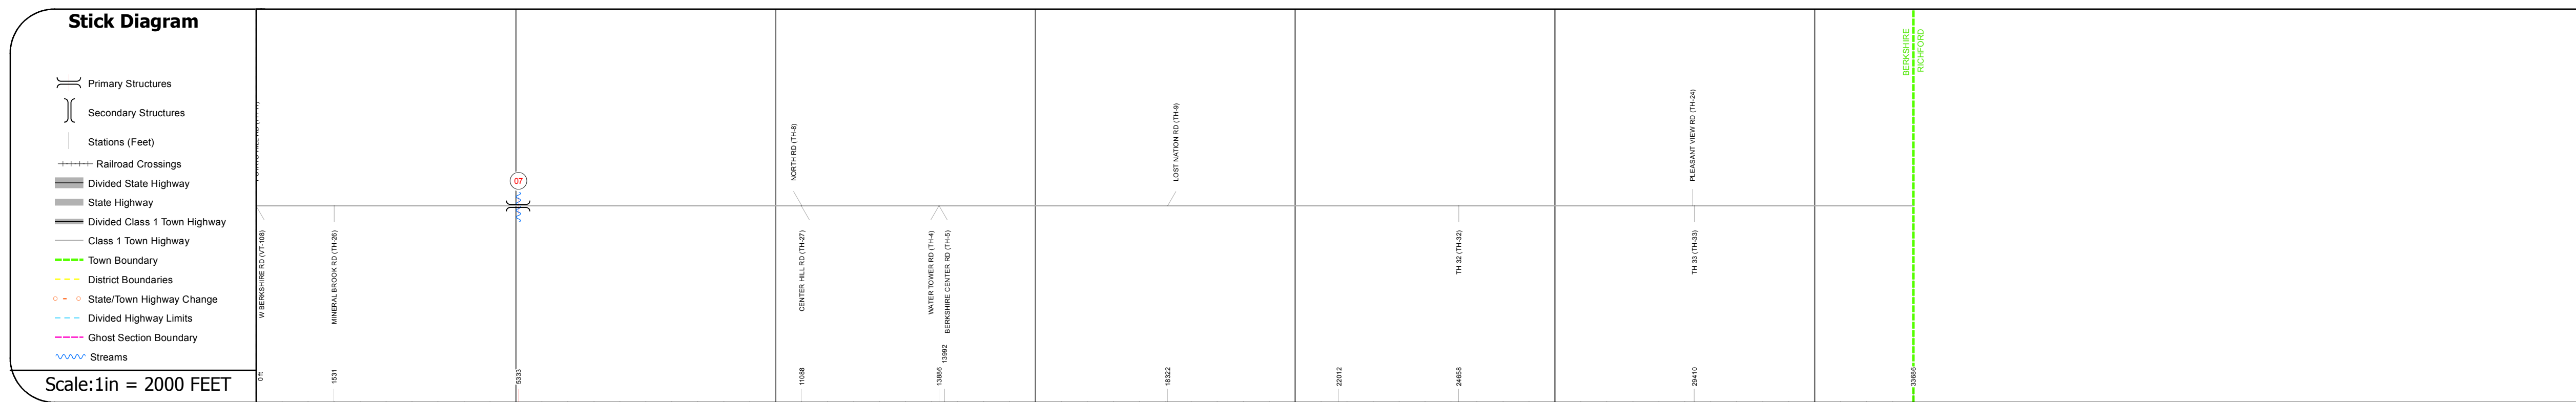 Stick Diagram
Primary Structures
Secondary Structures
Stations (Feet)
Railroad Crossings
Divided State Highway
State Highway
Divided Class 1 Town Highway
Class 1 Town Highway
Town Boundary
District Boundaries
State/Town Highway Change
Divided Highway Limits
Ghost Section Boundary
Streams
Scale:1in = 2000 FEET
W BERKSHIRE RD (VT-108)
MINERAL BROOK RD (TH-26)
07
NORTH RD (TH-8)
CENTER HILL RD (TH-27)
WATER TOWER RD (TH-4)
BERKSHIRE CENTER RD (TH-5)
LOST NATION RD (TH-9)
TH 32 (TH-32)
PLEASANT VIEW RD (TH-24)
TH 33 (TH-33)
BERKSHIRE
RICHFORD
0 ft
1531
5333
11088
13886
13992
18322
22012
24658
29410
33686